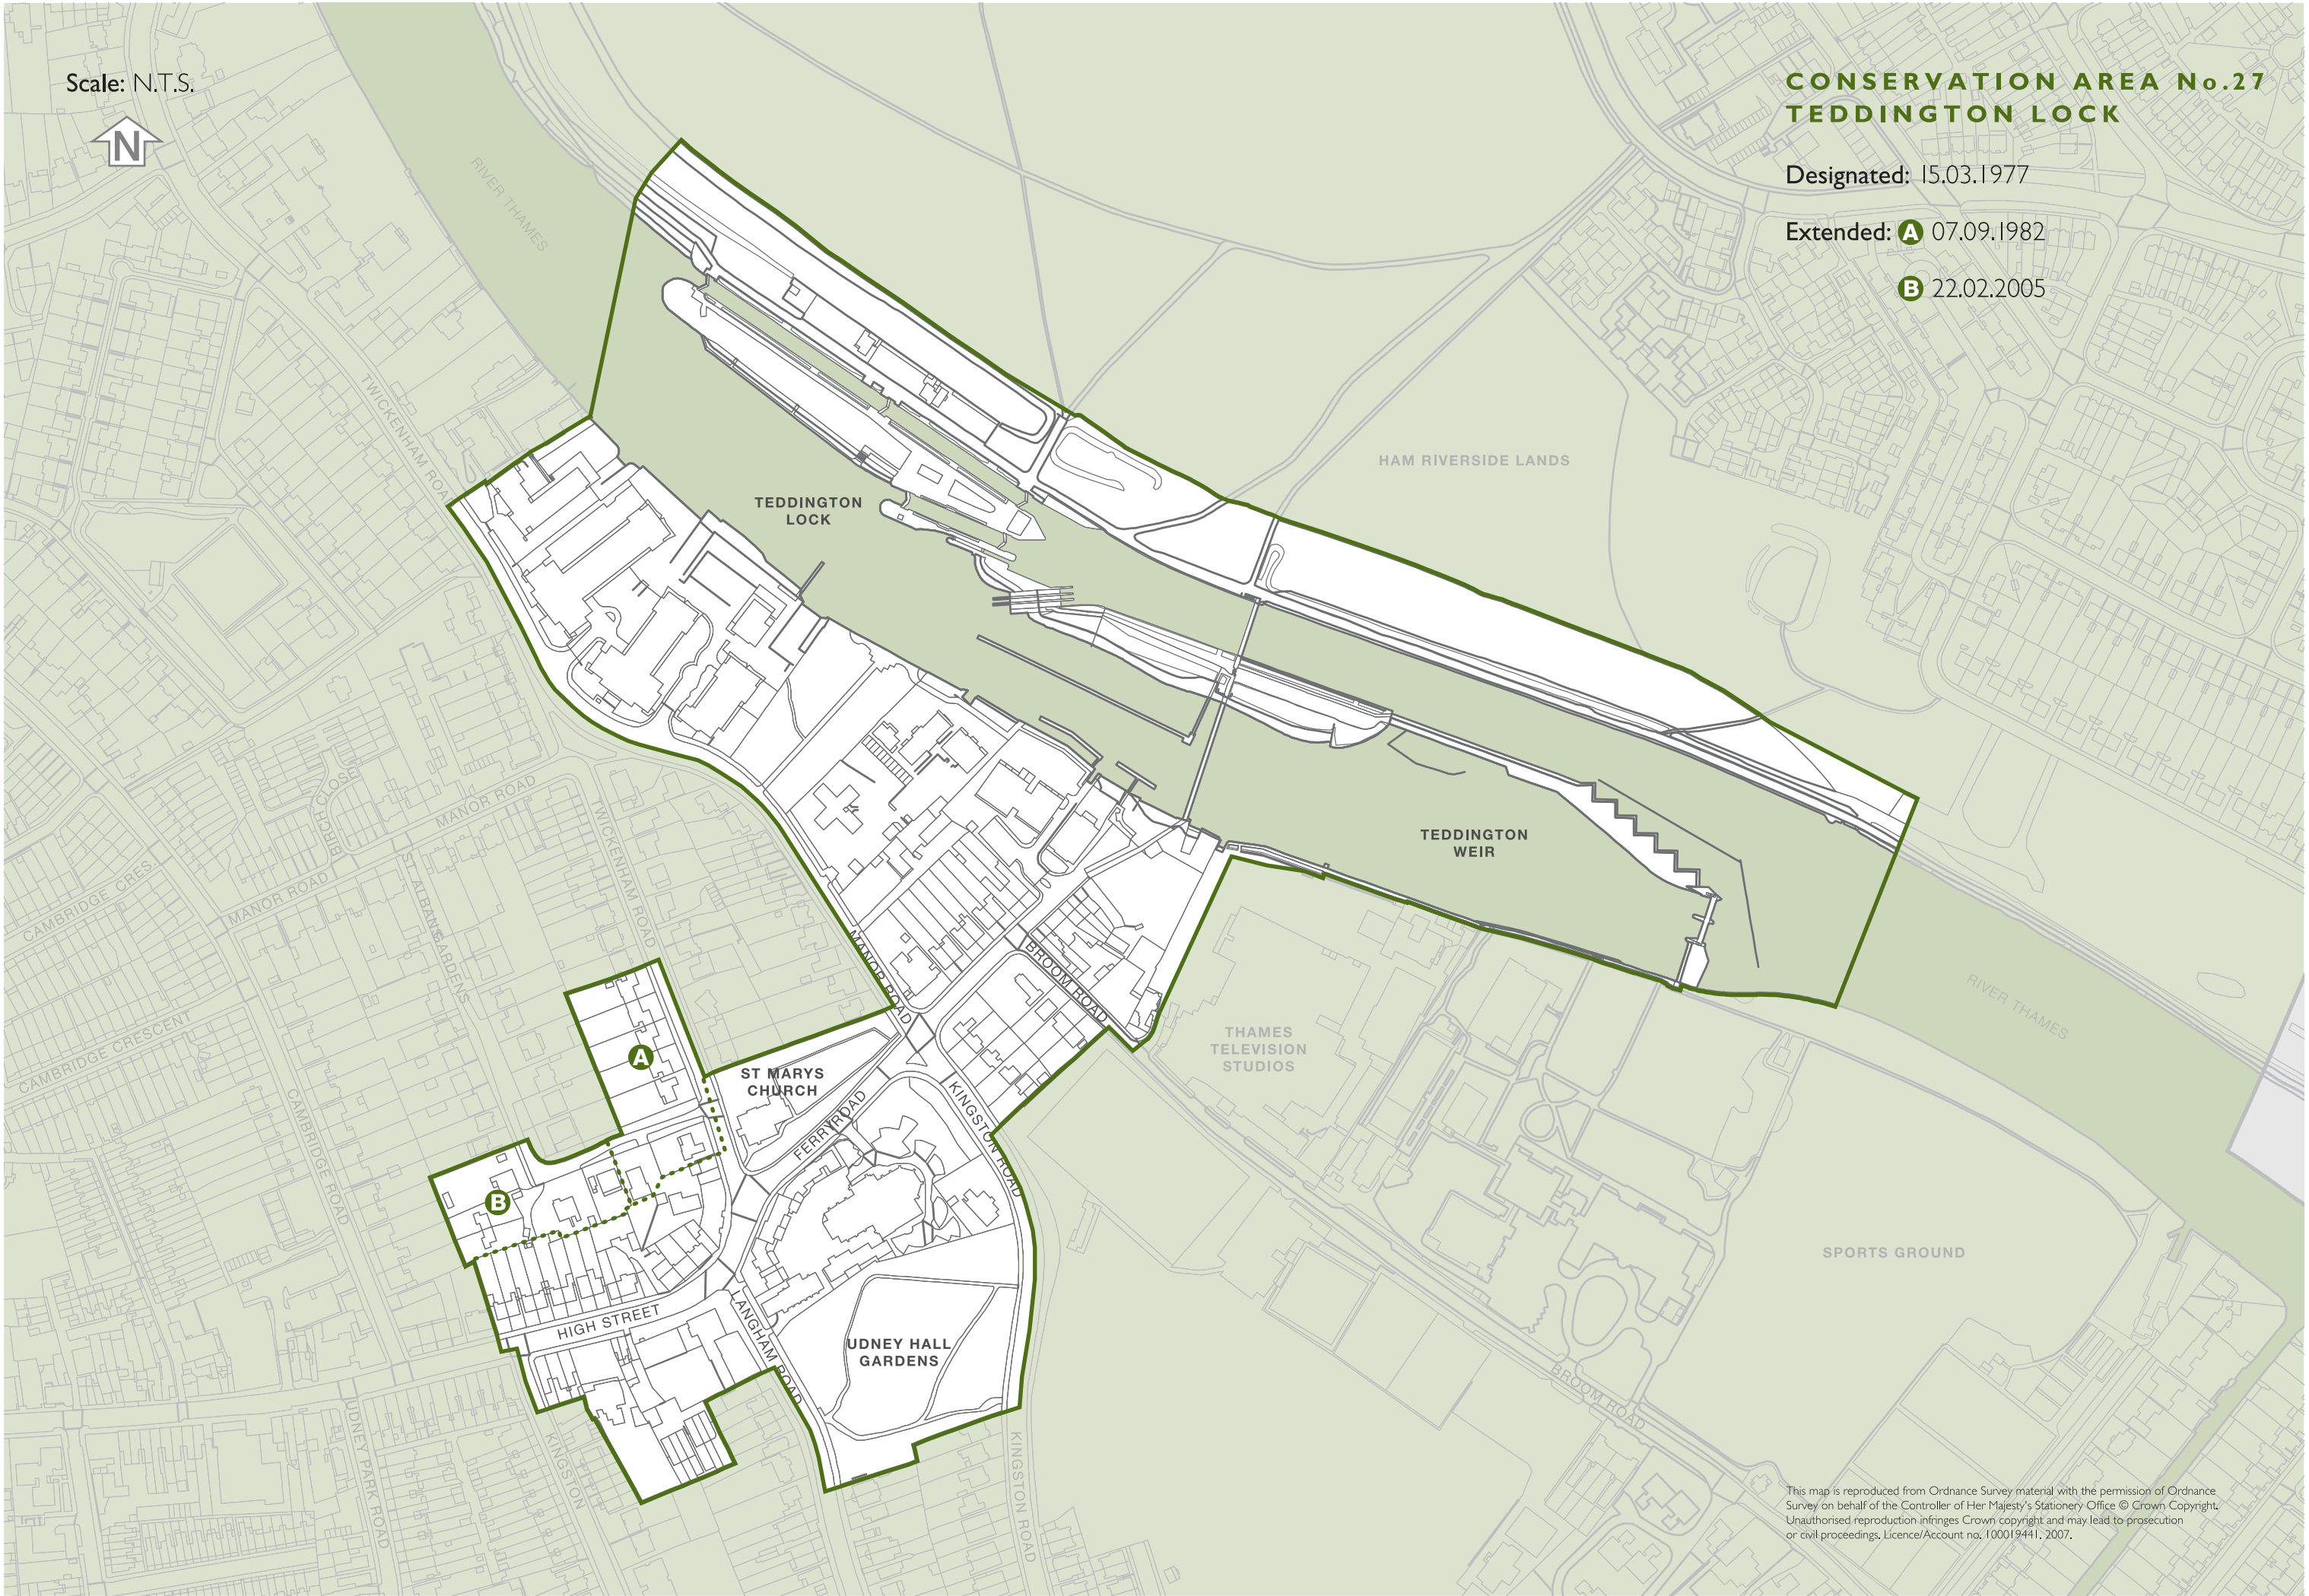 Scale: N.T.S.
N
CONSERVATION AREA No.27
TEDDINGTON LOCK
Designated: 15.03.1977
Extended: A 07.09.1982
B 22.02.2005
RIVER THAMES
TWICKENHAM ROAD
HAM RIVERSIDE LANDS
TEDDINGTON
LOCK
TEDDINGTON
WEIR
BIRCH CLOSE
MANOR ROAD
TWICKENHAM ROAD
CAMBRIDGE CRES
MANOR ROAD
ST. ALBANS GARDENS
MANOR ROAD
BROOM ROAD
CAMBRIDGE CRESCENT
CAMBRIDGE ROAD
A
ST MARYS
CHURCH
FERRY ROAD
KINGSTON ROAD
THAMES
TELEVISION
STUDIOS
RIVER THAMES
B
SPORTS GROUND
HIGH STREET
LANGHAM ROAD
UDNEY HALL
GARDENS
BROOM ROAD
UDNEY PARK ROAD
KINGSTON
KINGSTON ROAD
This map is reproduced from Ordnance Survey material with the permission of Ordnance
Survey on behalf of the Controller of Her Majesty's Stationery Office © Crown Copyright.
Unauthorised reproduction infringes Crown copyright and may lead to prosecution
or civil proceedings. Licence/Account no. 100019441. 2007.